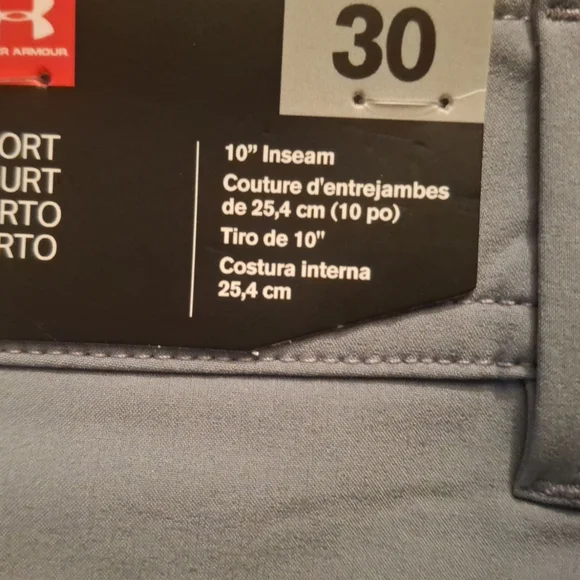 R ARMOUR
30
ORT
URT
RTO
RTO
10” Inseam
Couture d'entrejambes
de 25,4 cm (10 po)
Tiro de 10"
Costura interna
25,4 cm